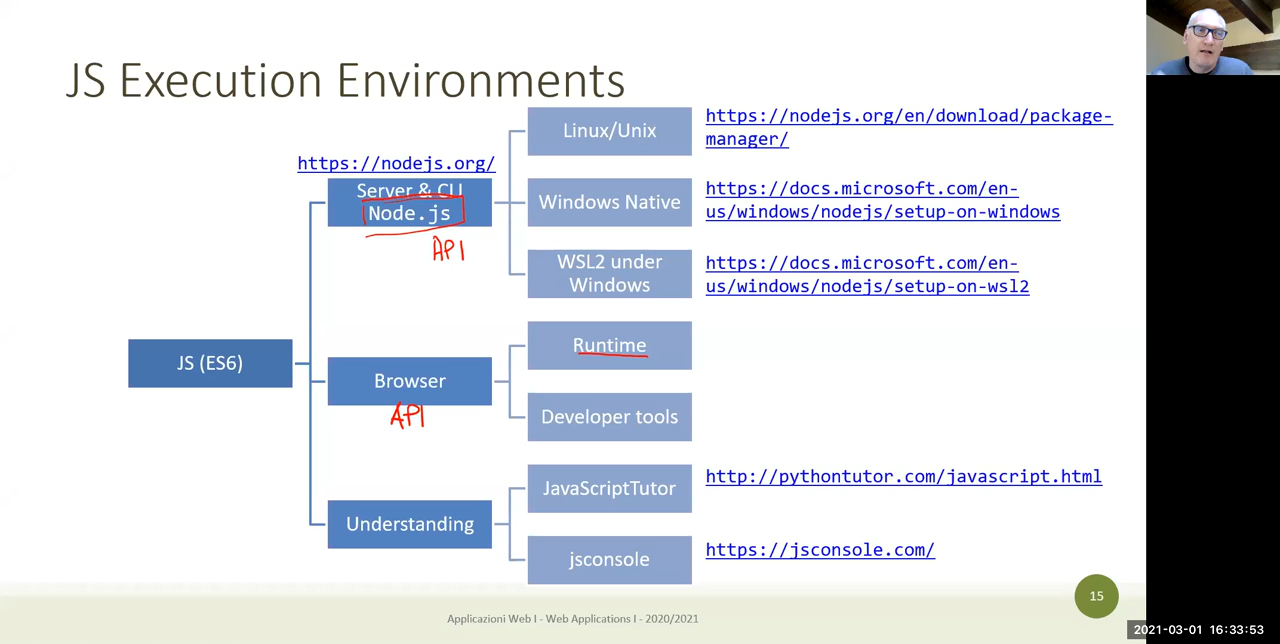 JS Execution Environments
https://nodejs.org/
Server & CLI
Node.js
API
Linux/Unix
https://nodejs.org/en/download/package-
manager/
Windows Native
https://docs.microsoft.com/en-
us/windows/nodejs/setup-on-windows
WSL2 under
Windows
https://docs.microsoft.com/en-
us/windows/nodejs/setup-on-wsl2
JS (ES6)
Browser
API
Runtime
Developer tools
Understanding
JavaScriptTutor
http://pythontutor.com/javascript.html
jsconsole
https://jsconsole.com/
15
Applicazioni Web I - Web Applications I - 2020/2021
2021-03-01 16:33:53